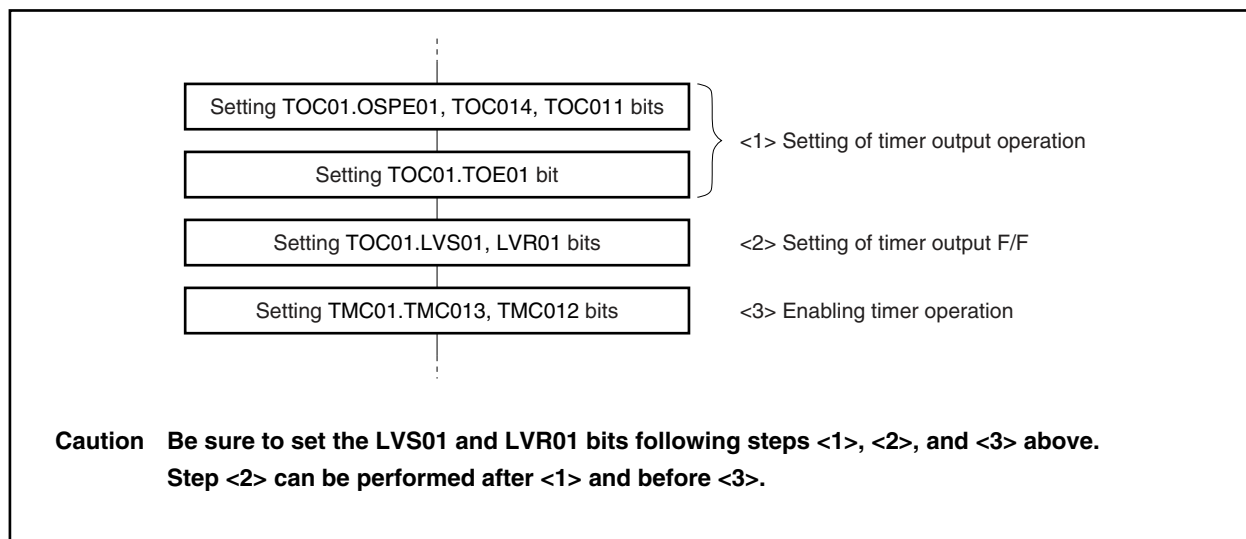 Setting TOC01.OSPE01, TOC014, TOC011 bits
<1> Setting of timer output operation
Setting TOC01.TOE01 bit
Setting TOC01.LVS01, LVR01 bits
<2> Setting of timer output F/F
Setting TMC01.TMC013, TMC012 bits
<3> Enabling timer operation
Caution Be sure to set the LVS01 and LVR01 bits following steps <1>, <2>, and <3> above.
Step <2> can be performed after <1> and before <3>.